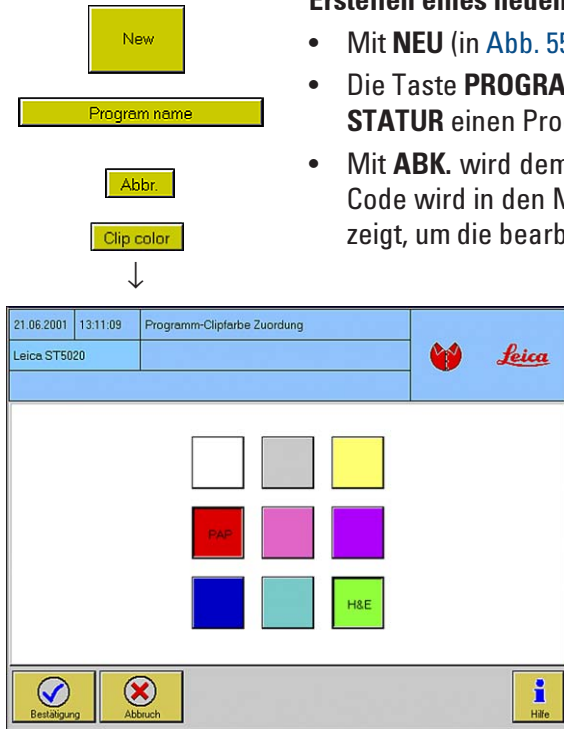 Erstellen eines neuen
New
• Mit NEU (in Abb. 55
Program name
• Die Taste PROGRA
STATUR einen Pro
Abbr.
• Mit ABK. wird dem
Code wird in den M
zeigt, um die bearb
Clip color
↓
21.06.2001 13:11:09 Programm-Clipfarbe Zuordung
Leica ST5020
Leica
PAP
H&E
Bestätigung Abbruch Hilfe